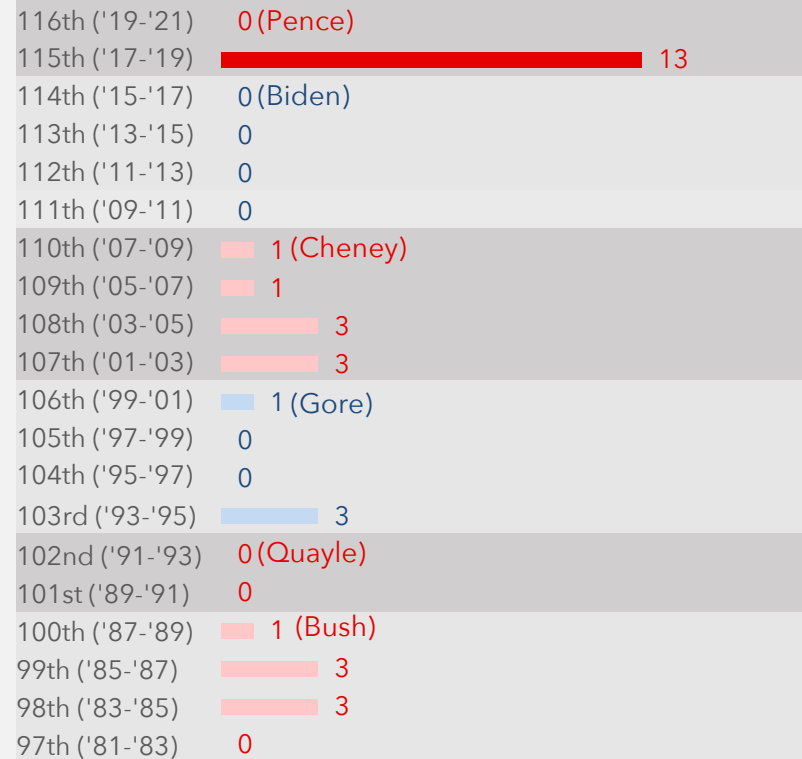 116th ('19-'21) 0 (Pence)
115th ('17-'19) 13
114th ('15-'17) 0 (Biden)
113th ('13-'15) 0
112th ('11-'13) 0
111th ('09-'11) 0
110th ('07-'09) 1 (Cheney)
109th ('05-'07) 1
108th ('03-'05) 3
107th ('01-'03) 3
106th ('99-'01) 1 (Gore)
105th ('97-'99) 0
104th ('95-'97) 0
103rd ('93-'95) 3
102nd ('91-'93) 0 (Quayle)
101st ('89-'91) 0
100th ('87-'89) 1 (Bush)
99th ('85-'87) 3
98th ('83-'85) 3
97th ('81-'83) 0